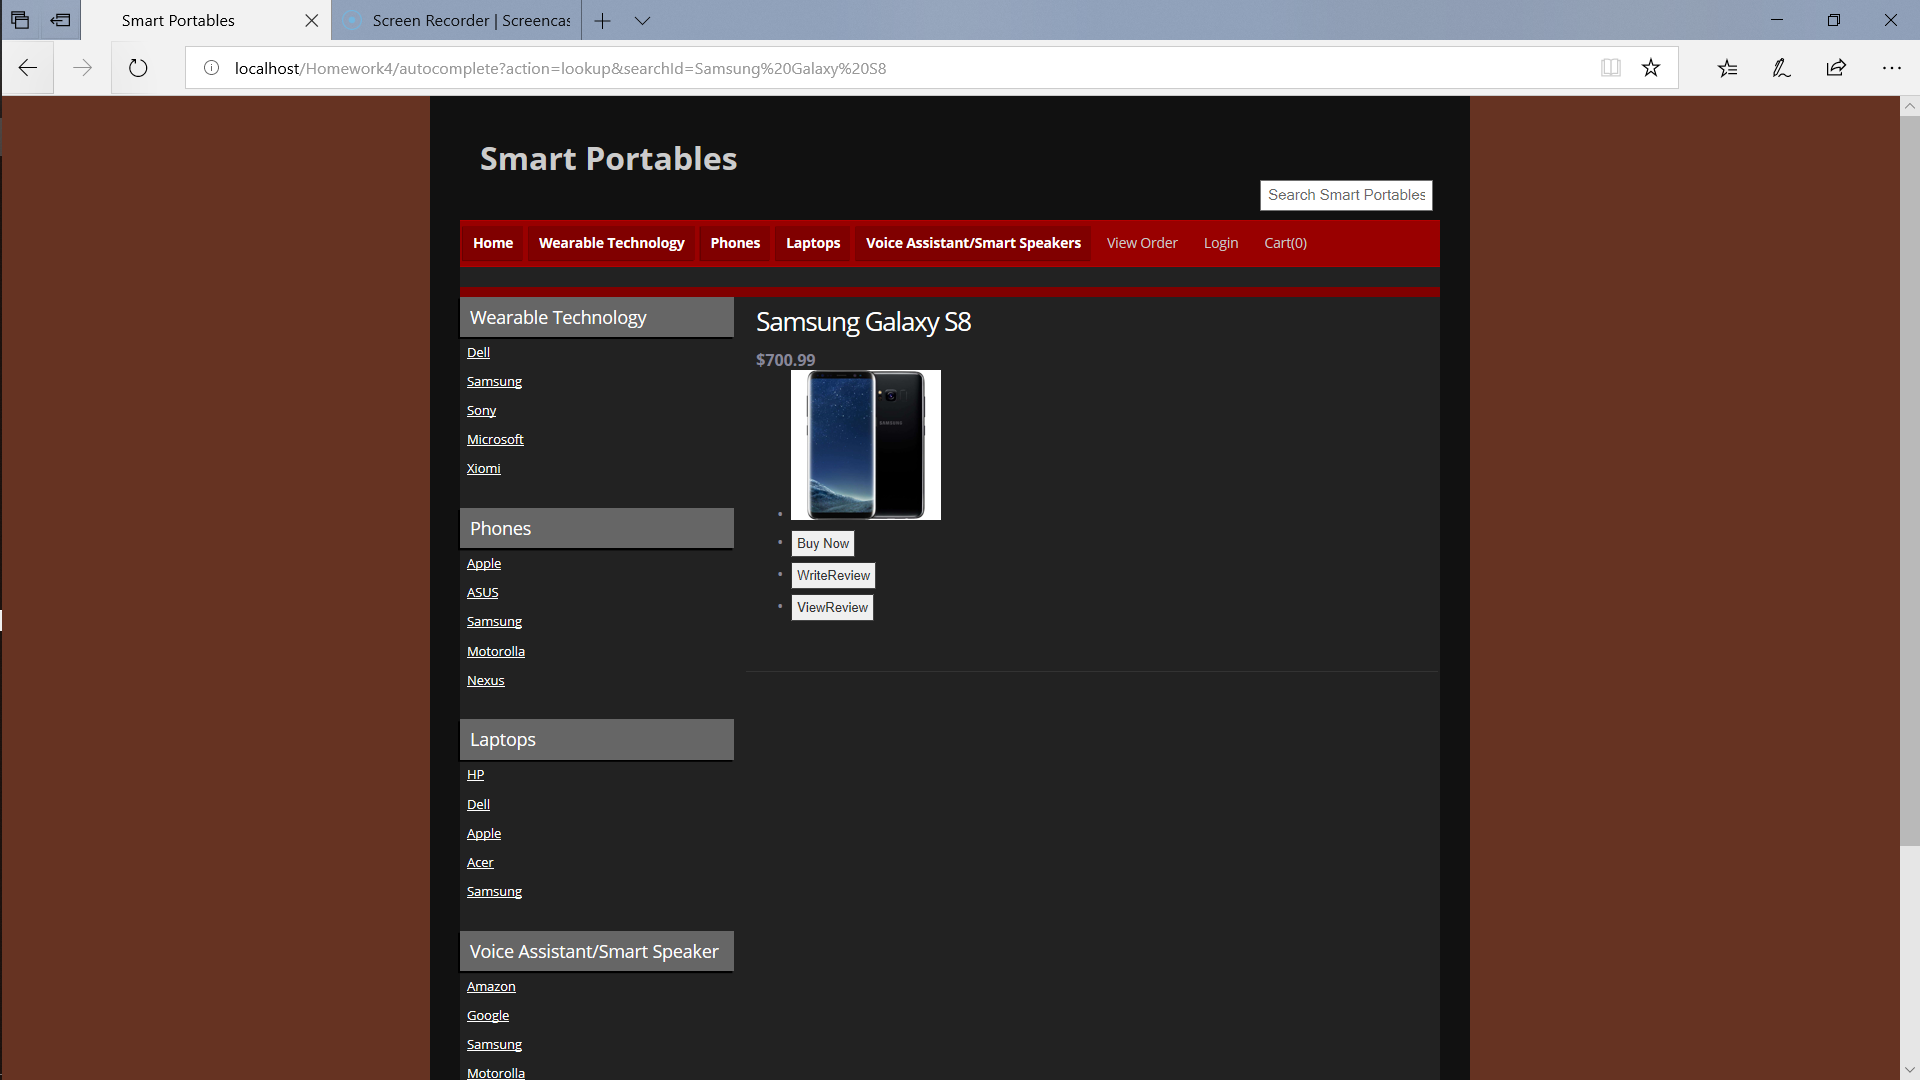 Smart Portables
Screen Recorder | Screencas
localhost/Homework4/autocomplete?action=lookup&searchId=Samsung%20Galaxy%20S8
Smart Portables
Search Smart Portables
Home Wearable Technology Phones Laptops Voice Assistant/Smart Speakers View Order Login Cart(0)
Wearable Technology
Dell
Samsung
Sony
Microsoft
Xiomi
Phones
Apple
ASUS
Samsung
Motorolla
Nexus
Laptops
HP
Dell
Apple
Acer
Samsung
Voice Assistant/Smart Speaker
Amazon
Google
Samsung
Motorolla
Samsung Galaxy S8
$700.99
SAMSUNG
Buy Now
WriteReview
ViewReview